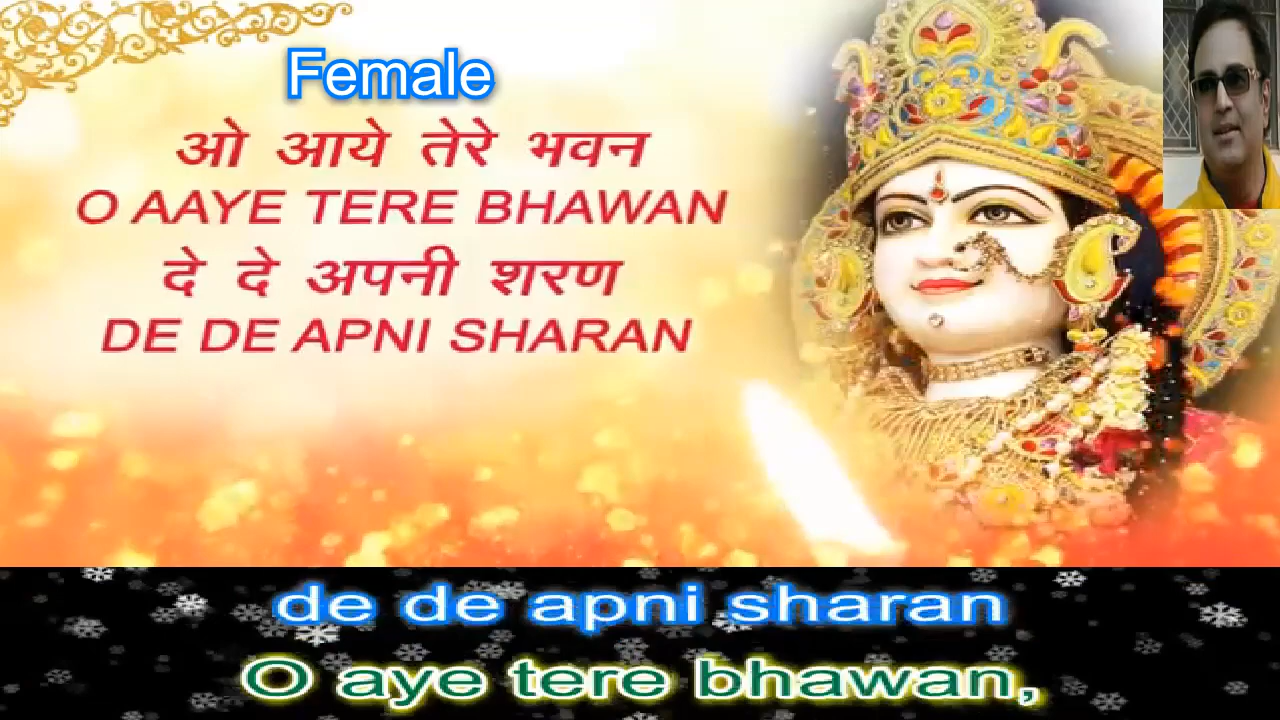 Female
ओ आये तेरे भवन
O AAYE TERE BHAWAN
दे दे अपनी शरण
DE DE APNI SHARAN
de de apni sharan
O aye tere bhawan,